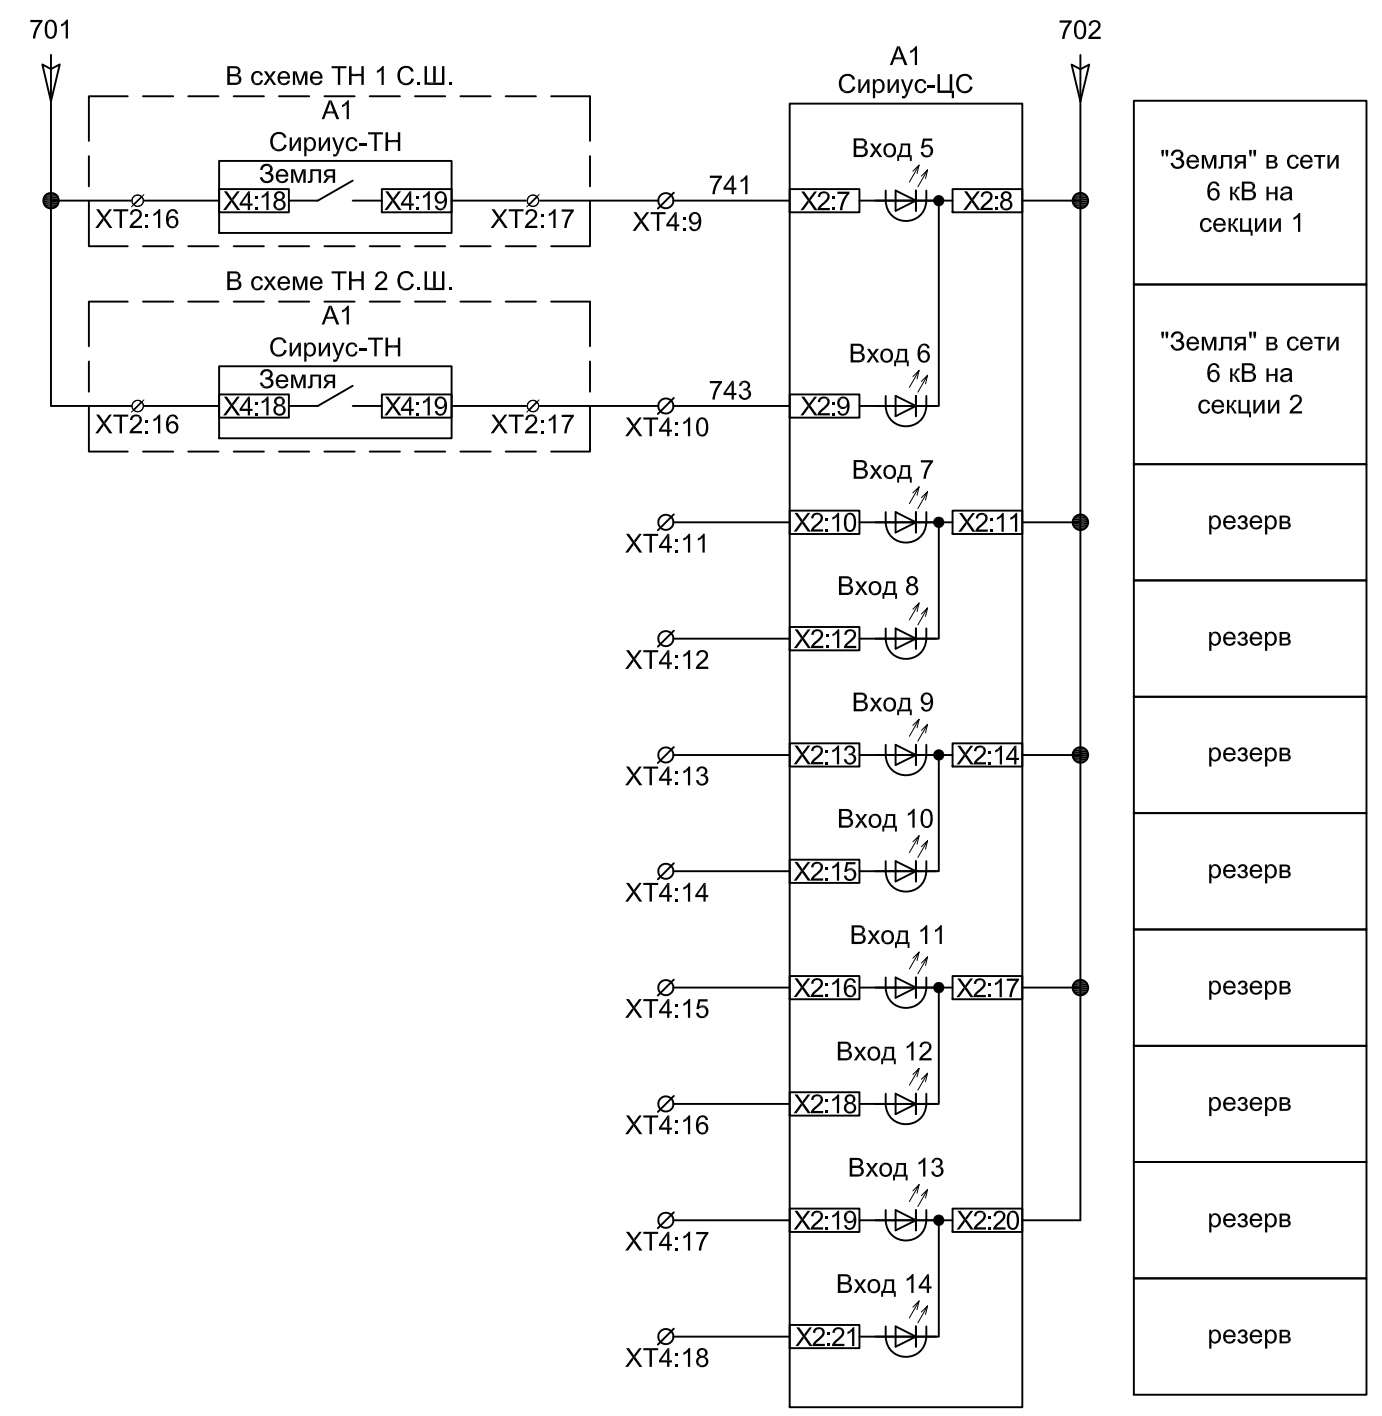 701
702
В схеме ТН 1 С.Ш.
А1
Сириус-ТН
Земля
X4:18
X4:19
XT2:16
XT2:17
XT4:9
741
А1
Сириус-ЦС
Вход 5
X2:7
X2:8
"Земля" в сети
6 кВ на
секции 1
В схеме ТН 2 С.Ш.
А1
Сириус-ТН
Земля
X4:18
X4:19
XT2:16
XT2:17
XT4:10
743
Вход 6
X2:9
"Земля" в сети
6 кВ на
секции 2
Вход 7
XT4:11
X2:10
X2:11
резерв
Вход 8
XT4:12
X2:12
резерв
Вход 9
XT4:13
X2:13
X2:14
резерв
Вход 10
XT4:14
X2:15
резерв
Вход 11
XT4:15
X2:16
X2:17
резерв
Вход 12
XT4:16
X2:18
резерв
Вход 13
XT4:17
X2:19
X2:20
резерв
Вход 14
XT4:18
X2:21
резерв